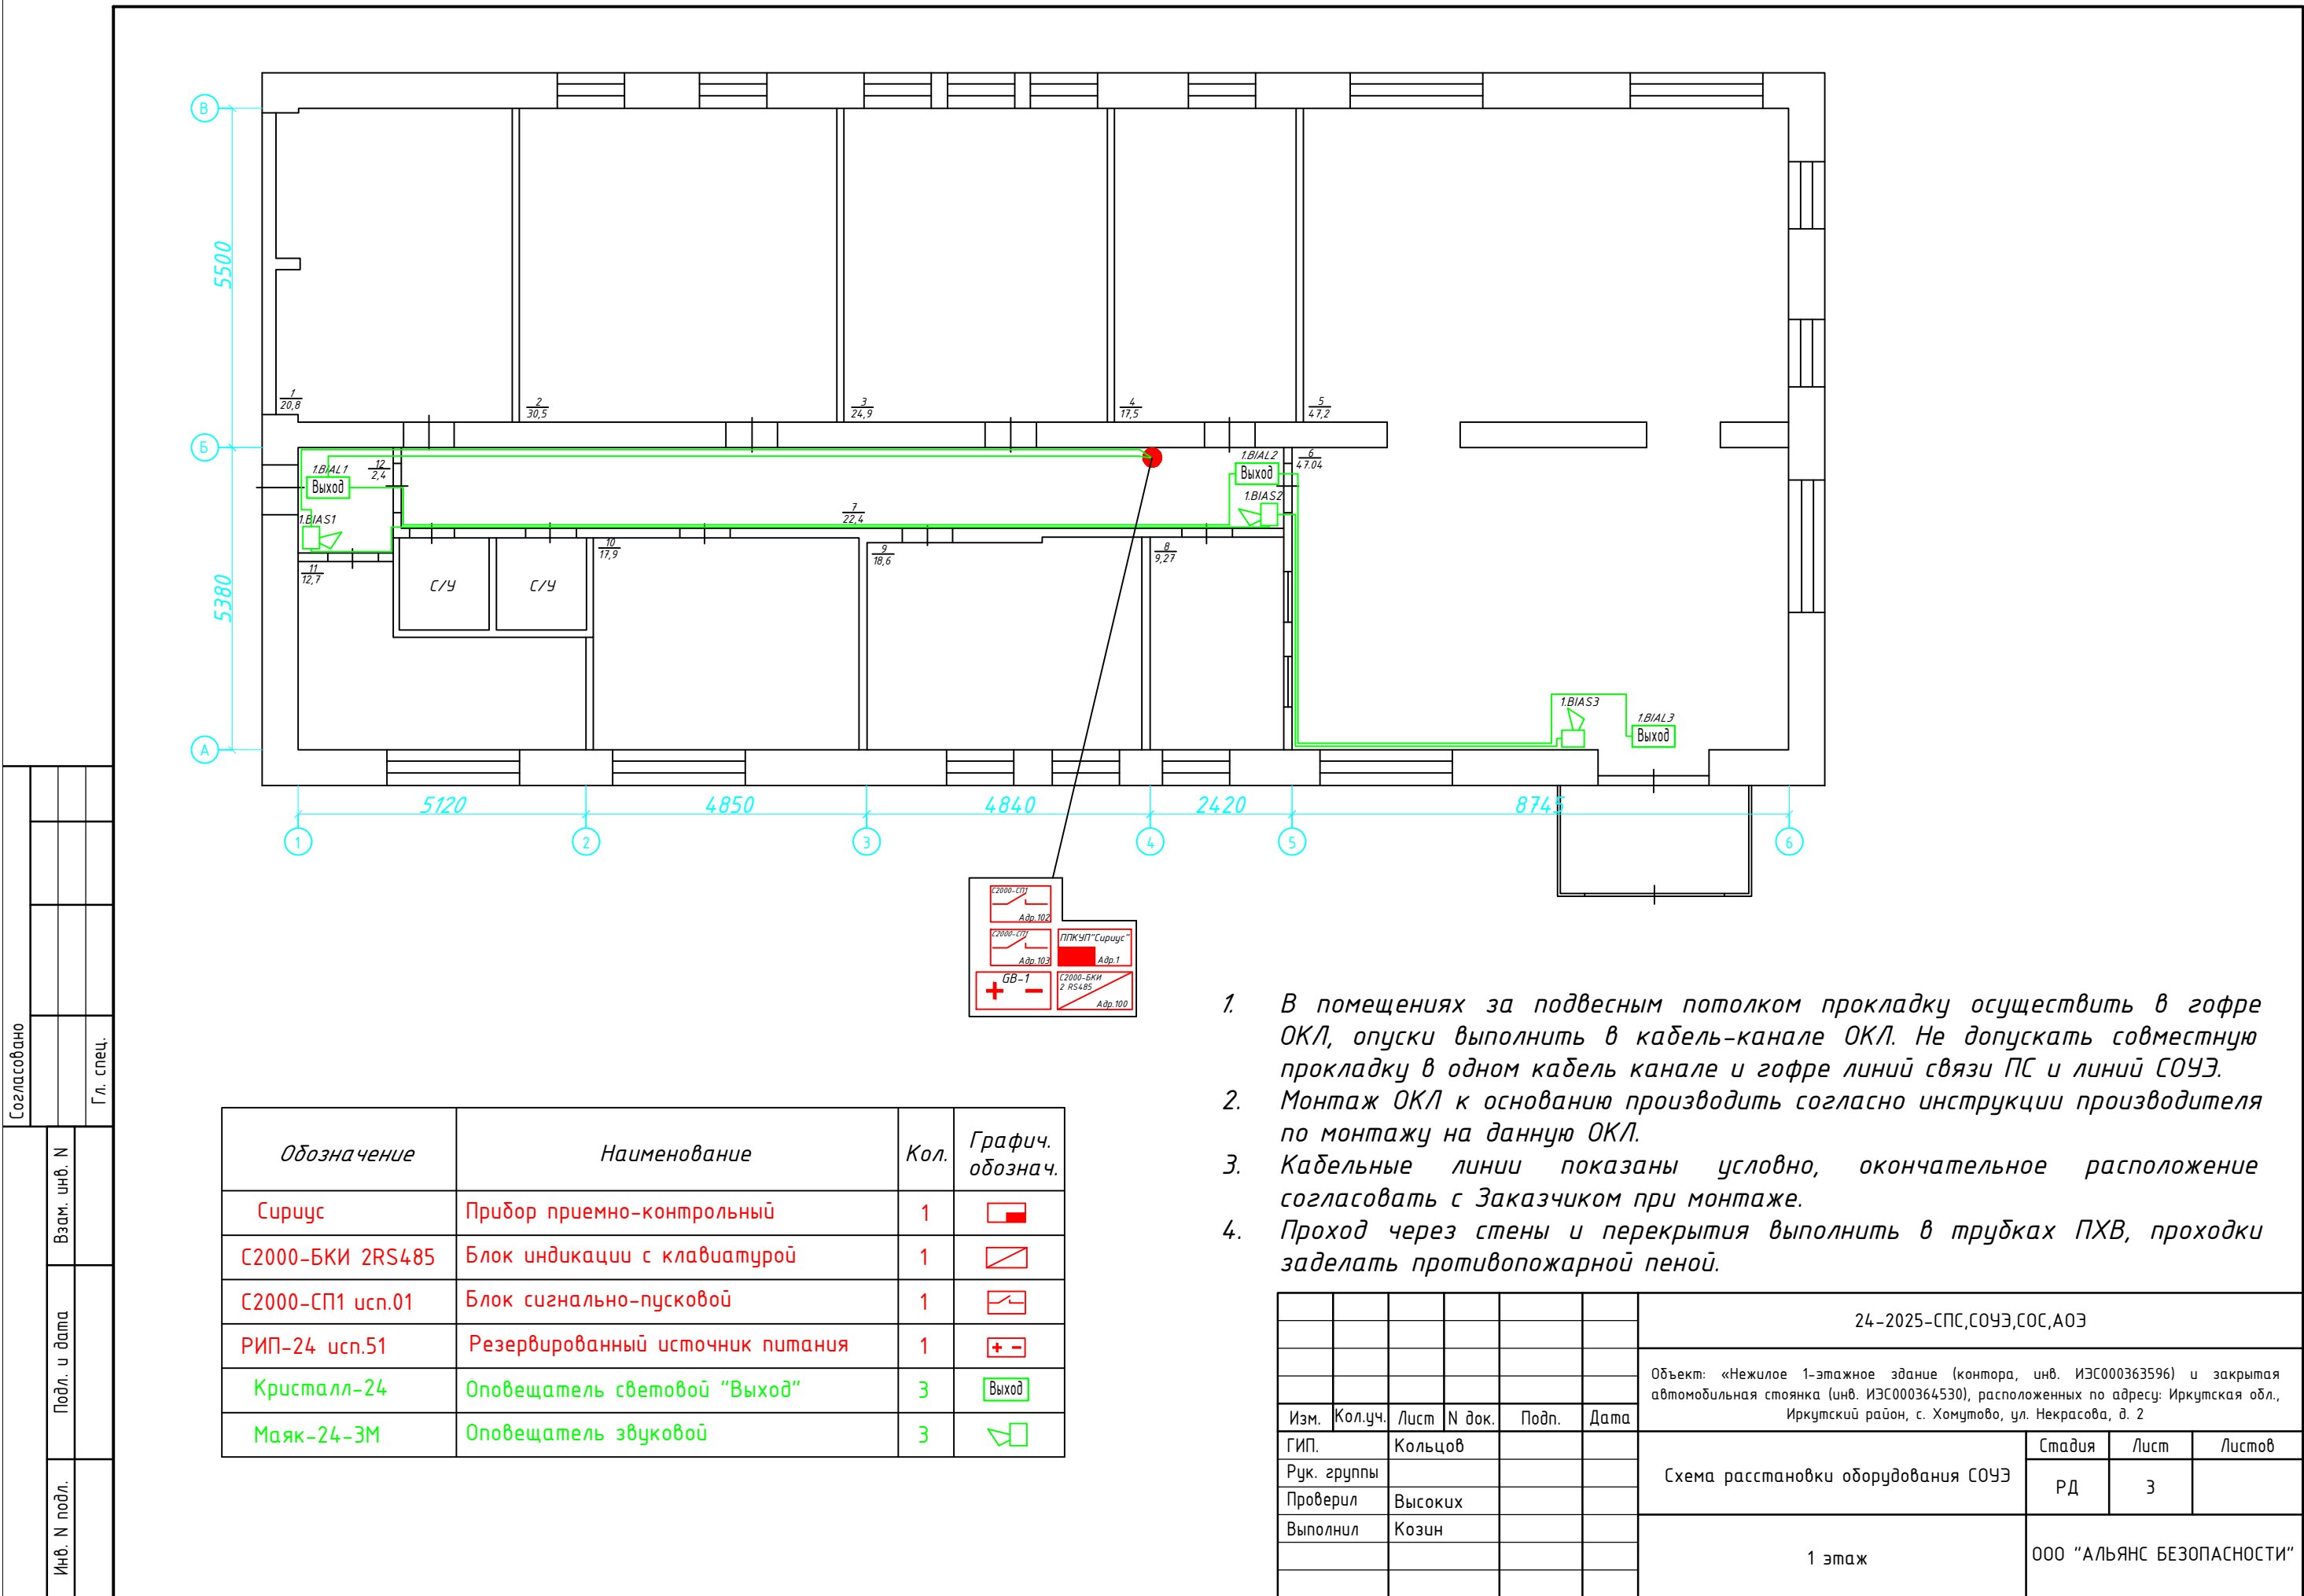 В
Б
А
5500
5380
1
20,8
2
30,5
3
24,9
4
17,5
5
47,2
1.BIAL1
Выход
12
2,4
1.BIAS1
7
22,4
1.BIAL2
Выход
1.BIAS2
6
47.04
11
12,7
С/У
С/У
10
17,9
9
18,6
8
9,27
1.BIAS3
1.BIAL3
Выход
5120
4850
4840
2420
8745
1
2
3
4
5
6
С2000-СП1
Адр.102
С2000-СП1
Адр.103
ППКУП"Сириус"
Адр.1
GB-1
+ -
С2000-БКИ
2 RS485
Адр.100
1. В помещениях за подвесным потолком прокладку осуществить в гофре
ОКЛ, опуски выполнить в кабель-канале ОКЛ. Не допускать совместную
прокладку в одном кабель канале и гофре линий связи ПС и линий СОУЭ.
2. Монтаж ОКЛ к основанию производить согласно инструкции производителя
по монтажу на данную ОКЛ.
3. Кабельные линии показаны условно, окончательное расположение
согласовать с Заказчиком при монтаже.
4. Проход через стены и перекрытия выполнить в трубках ПХВ, проходки
заделать противопожарной пеной.
Обозначение Наименование Кол. Графич.
обознач.
Сириус Прибор приемно-контрольный 1
С2000-БКИ 2RS485 Блок индикации с клавиатурой 1
С2000-СП1 исп.01 Блок сигнально-пусковой 1
РИП-24 исп.51 Резервированный источник питания 1 + -
Кристалл-24 Оповещатель световой "Выход" 3 Выход
Маяк-24-3М Оповещатель звуковой 3
Согласовано
Гл. спец.
Взам. инв. N
Подп. и дата
Инв. N подл.
24-2025-СПС,СОУЭ,СОС,АОЭ
Объект: «Нежилое 1-этажное здание (контора, инв. ИЭС000363596) и закрытая
автомобильная стоянка (инв. ИЭС000364530), расположенных по адресу: Иркутская обл.,
Иркутский район, с. Хомутово, ул. Некрасова, д. 2
Изм. Кол.уч. Лист N док. Подп. Дата
ГИП. Кольцов
Рук. группы
Проверил Высоких
Выполнил Козин
Схема расстановки оборудования СОУЭ
Стадия Лист Листов
РД 3
1 этаж
ООО "АЛЬЯНС БЕЗОПАСНОСТИ"